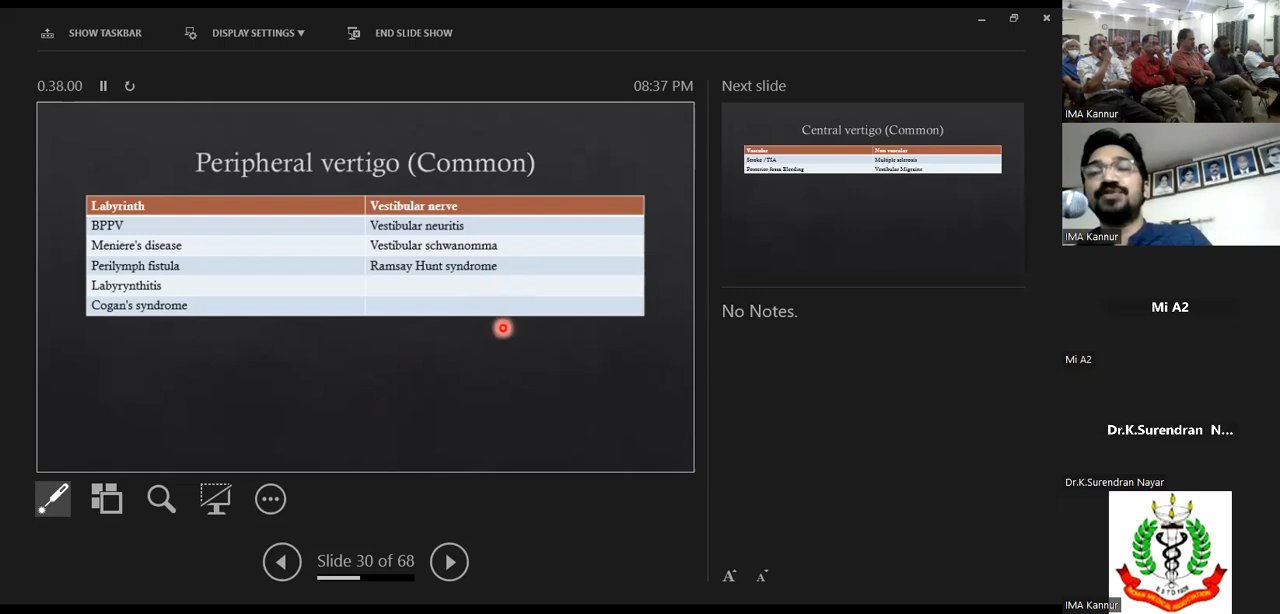 SHOW TASKBAR
DISPLAY SETTINGS ▼
END SLIDE SHOW
0.38.00
08:37 PM
Peripheral vertigo (Common)
Labyrinth Vestibular nerve
BPPV Vestibular neuritis
Meniere's disease Vestibular schwanomma
Perilymph fistula Ramsay Hunt syndrome
Labyrynthitis
Cogan's syndrome
Slide 30 of 68
Next slide
Central vertigo (Common)
Vascular Non vascular
Stroke /TIA Multiple sclerosis
Posterior fossa Bleeding Vestibular Migraine
No Notes.
A A
IMA Kannur
IMA Kannur
Mi A2
Mi A2
Dr.K.Surendran N...
Dr.K.Surendran Nayar
INDIAN MEDICAL ASSOCIATION
IMA Kannur